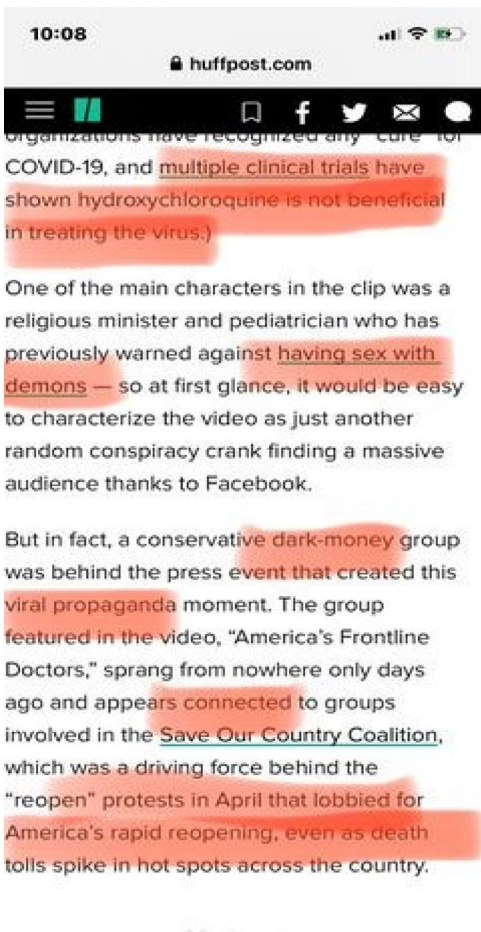 10:08
huffpost.com
organizations have recognized any "cure" for
COVID-19, and multiple clinical trials have
shown hydroxychloroquine is not beneficial
in treating the virus.)
One of the main characters in the clip was a
religious minister and pediatrician who has
previously warned against having sex with
demons — so at first glance, it would be easy
to characterize the video as just another
random conspiracy crank finding a massive
audience thanks to Facebook.
But in fact, a conservative dark-money group
was behind the press event that created this
viral propaganda moment. The group
featured in the video, “America’s Frontline
Doctors,” sprang from nowhere only days
ago and appears connected to groups
involved in the Save Our Country Coalition,
which was a driving force behind the
“reopen” protests in April that lobbied for
America’s rapid reopening, even as death
tolls spike in hot spots across the country.